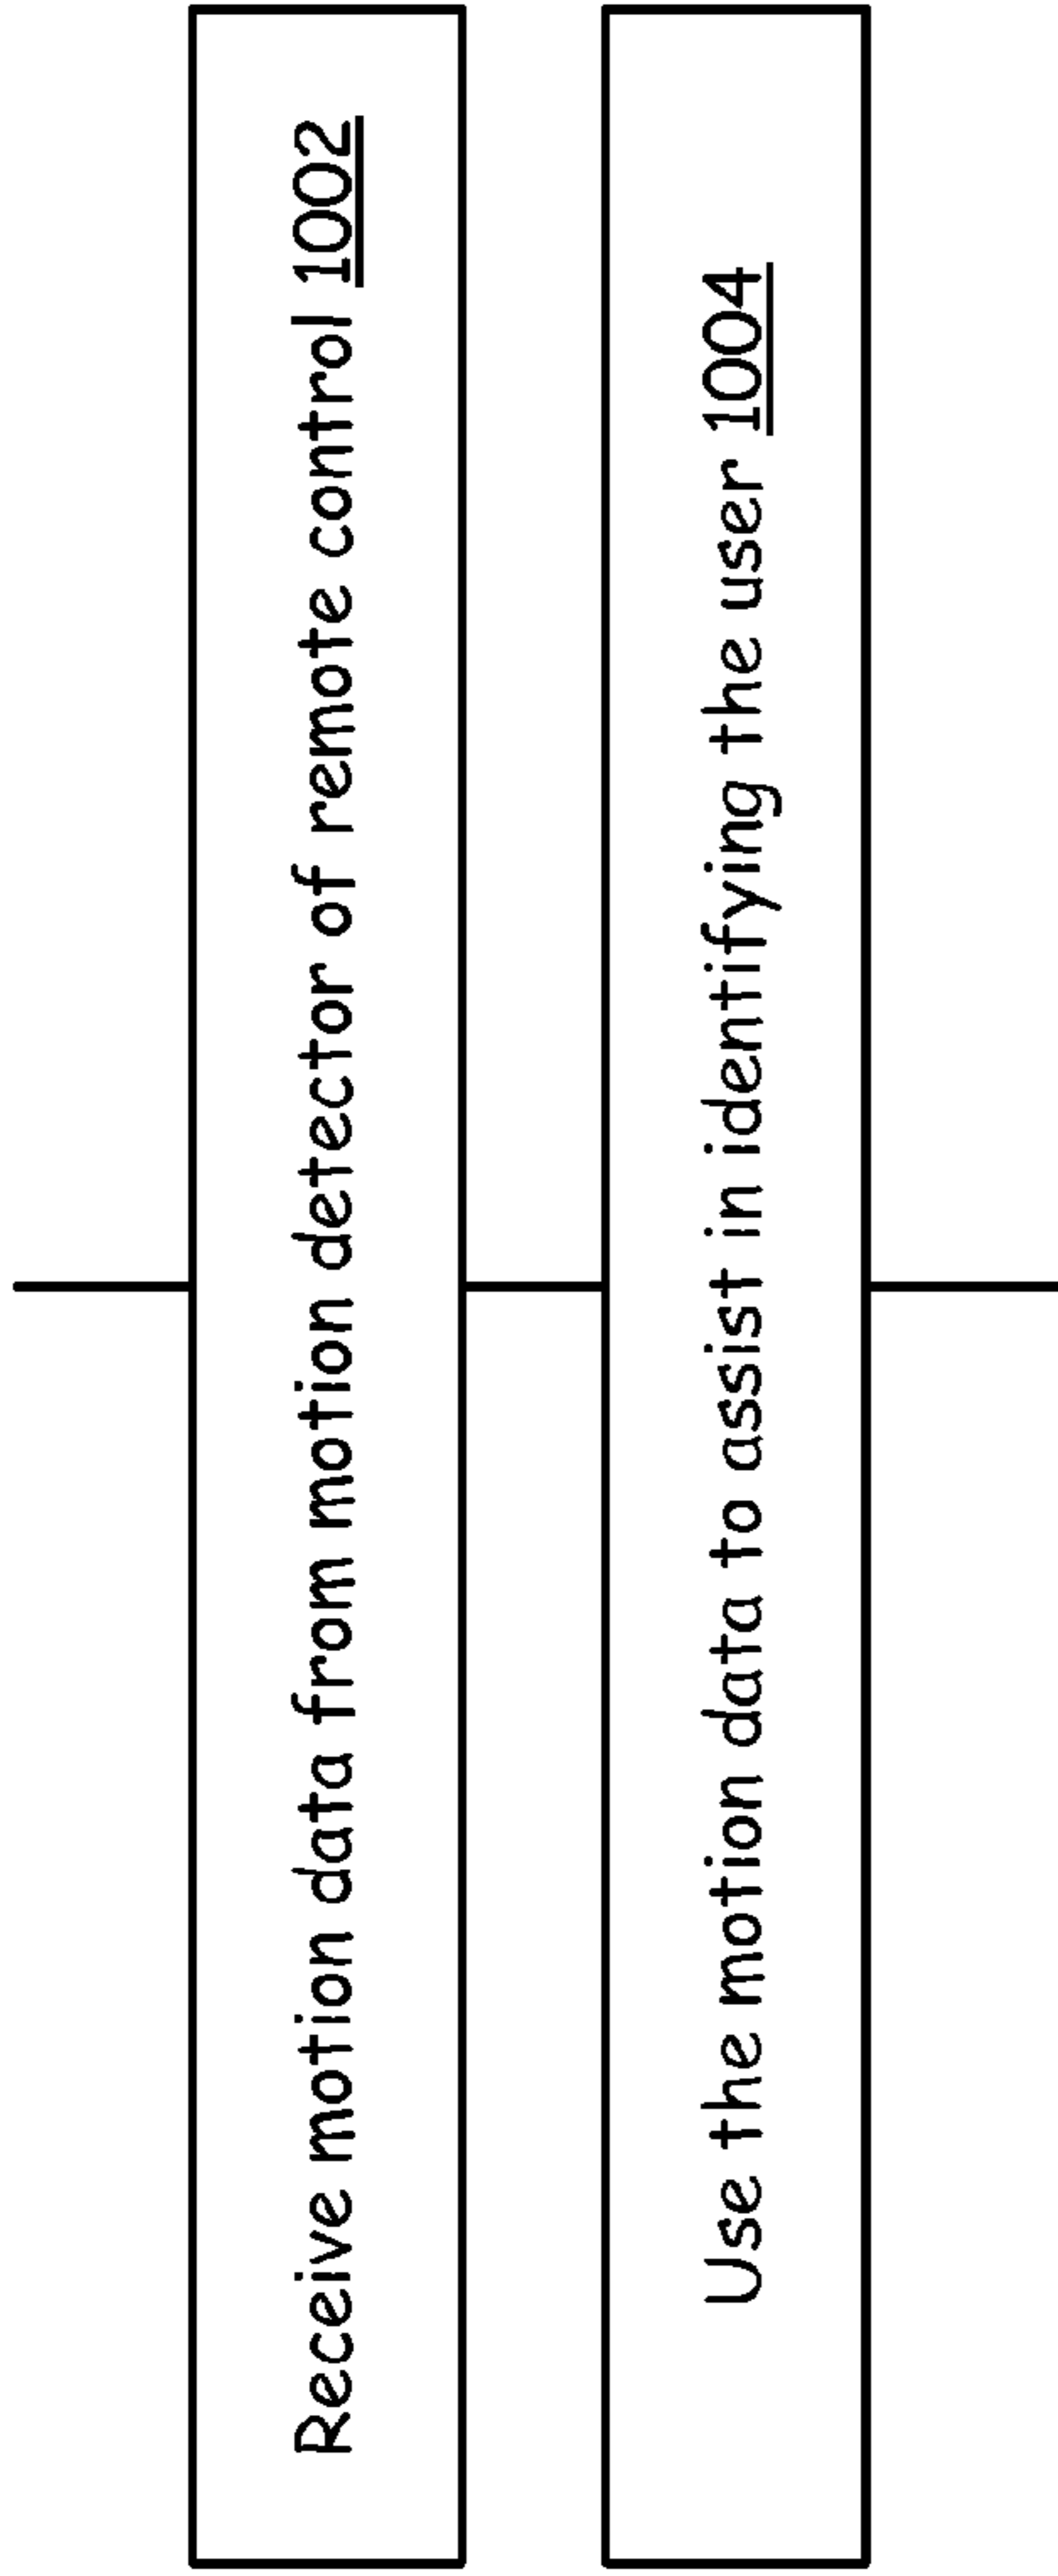 Receive motion data from motion detector of remote control 1002
Use the motion data to assist in identifying the user 1004